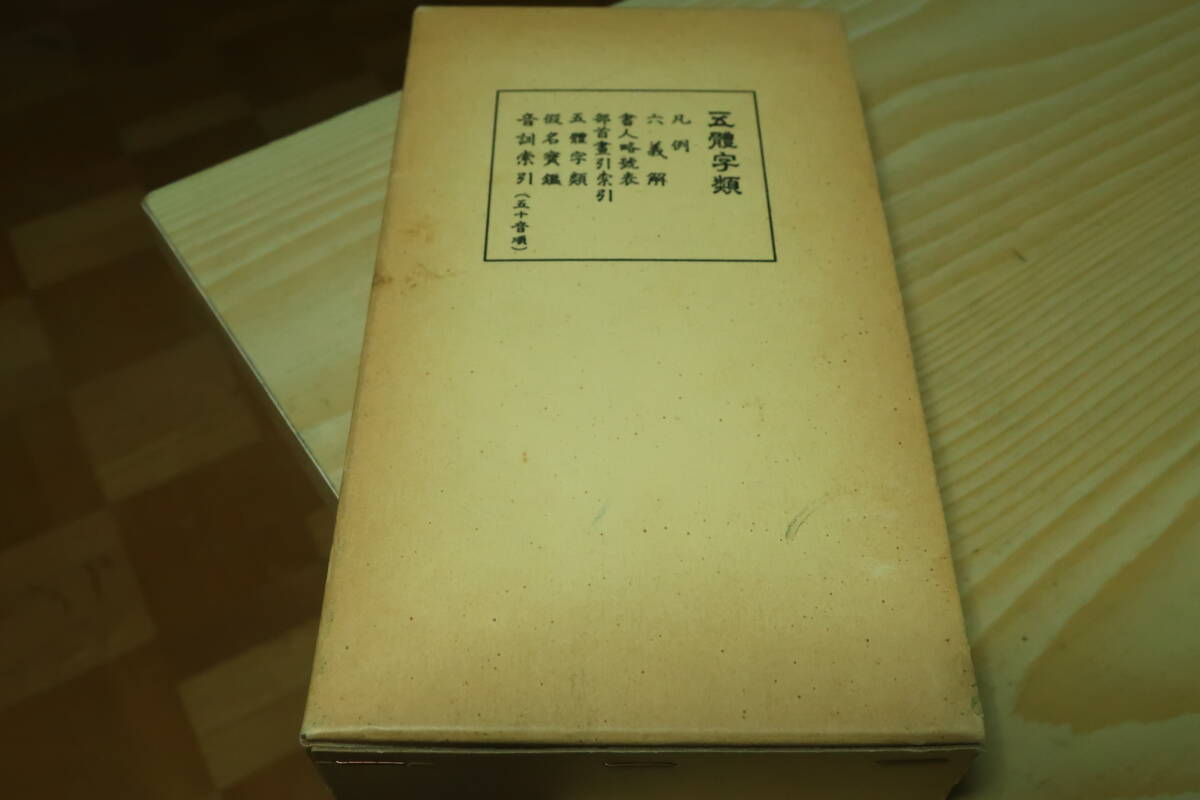 五體字類
凡例
六義解
書人略號表
部首畫引索引
五體字類
假名寶鑑
音訓索引(五十音順)